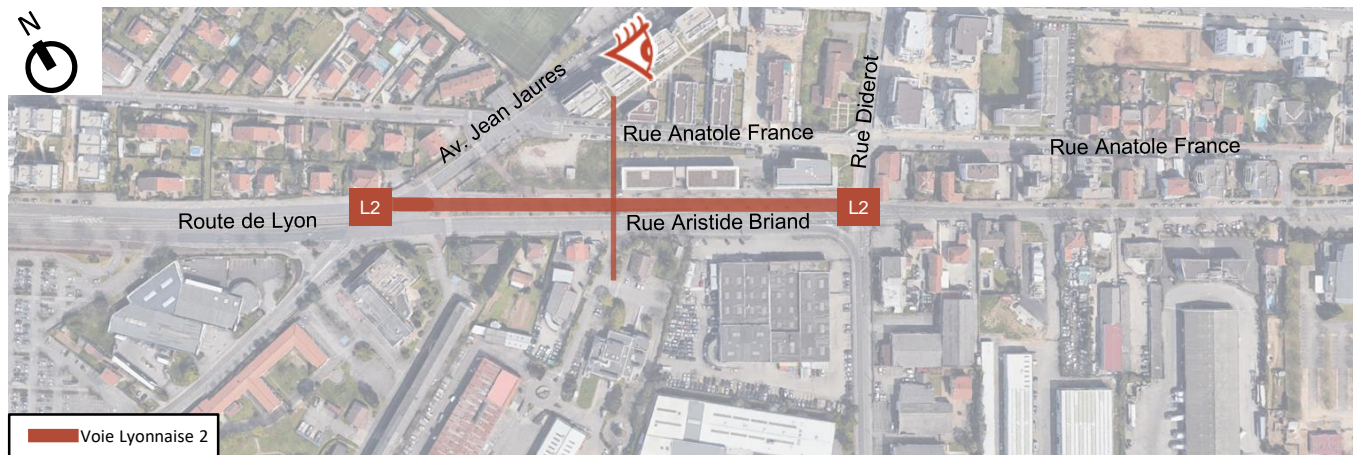 N
Av. Jean Jaures
Rue Anatole France
Rue Diderot
Rue Anatole France
L2
L2
Route de Lyon
Rue Aristide Briand
Voie Lyonnaise 2